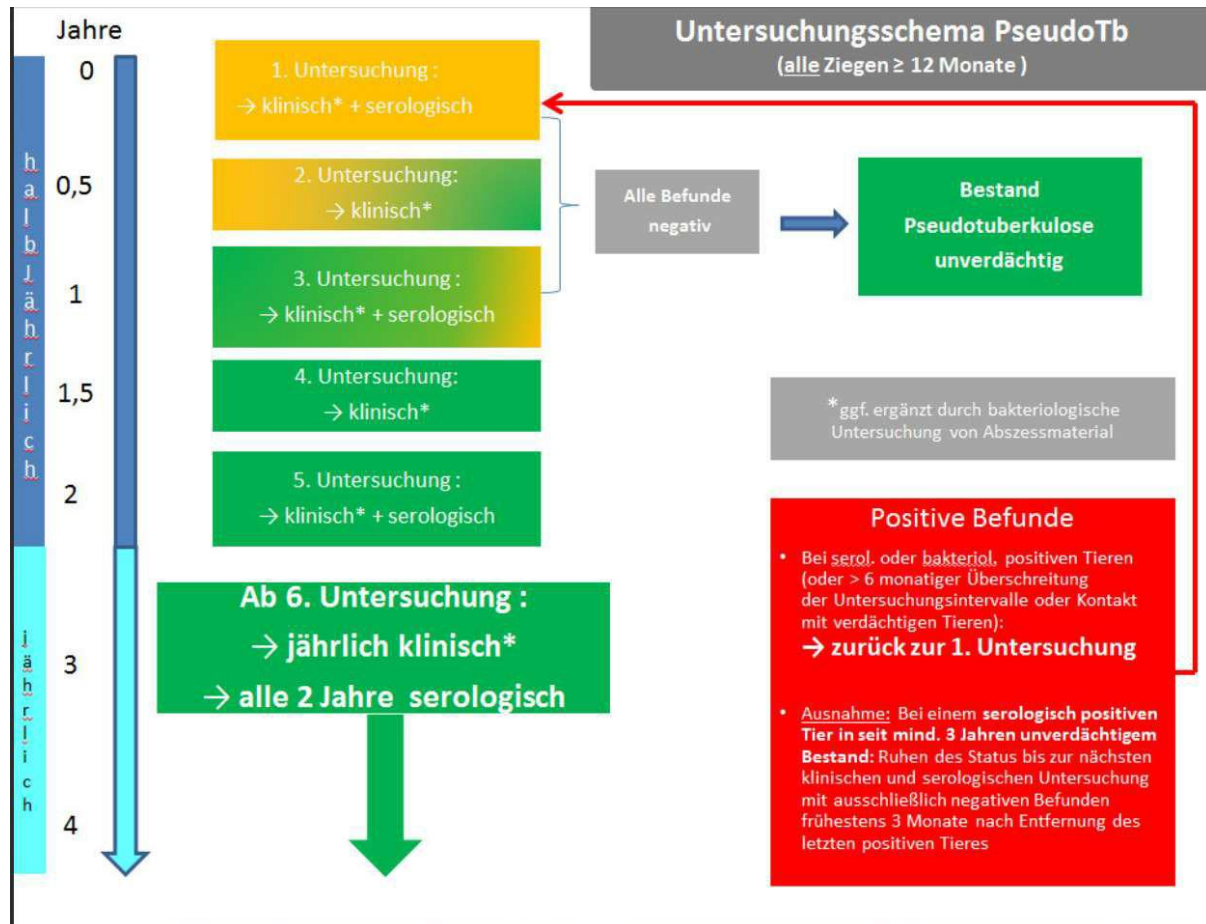 Jahre
Untersuchungsschema PseudoTb
(alle Ziegen ≥ 12 Monate )
halbJährlich
jährlich
0
0,5
1
1,5
2
3
4
1. Untersuchung :
→ klinisch* + serologisch
2. Untersuchung:
→ klinisch*
3. Untersuchung :
→ klinisch* + serologisch
4. Untersuchung:
→ klinisch*
5. Untersuchung :
→ klinisch* + serologisch
Ab 6. Untersuchung :
→ jährlich klinisch*
→ alle 2 Jahre serologisch
Alle Befunde
negativ
Bestand
Pseudotuberkulose
unverdächtig
*ggf. ergänzt durch bakteriologische
Untersuchung von Abszessmaterial
Positive Befunde
• Bei serol. oder bakteriol. positiven Tieren
(oder > 6 monatiger Überschreitung
der Untersuchungsintervalle oder Kontakt
mit verdächtigen Tieren):
→ zurück zur 1. Untersuchung
• Ausnahme: Bei einem serologisch positiven
Tier in seit mind. 3 Jahren unverdächtigem
Bestand: Ruhen des Status bis zur nächsten
klinischen und serologischen Untersuchung
mit ausschließlich negativen Befunden
frühestens 3 Monate nach Entfernung des
letzten positiven Tieres